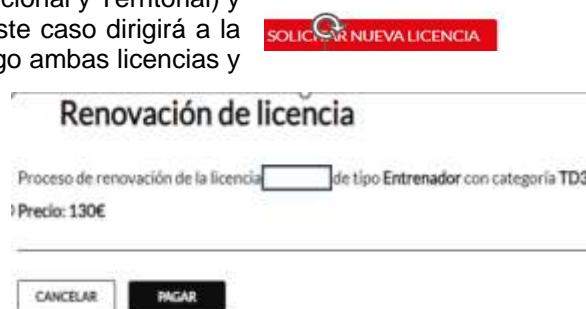 cional y Territorial) y
ste caso dirigirá a la
go ambas licencias y
SOLICITAR NUEVA LICENCIA
Renovación de licencia
Proceso de renovación de la licencia de tipo Entrenador con categoría TD3
Precio: 130€
CANCELAR PAGAR